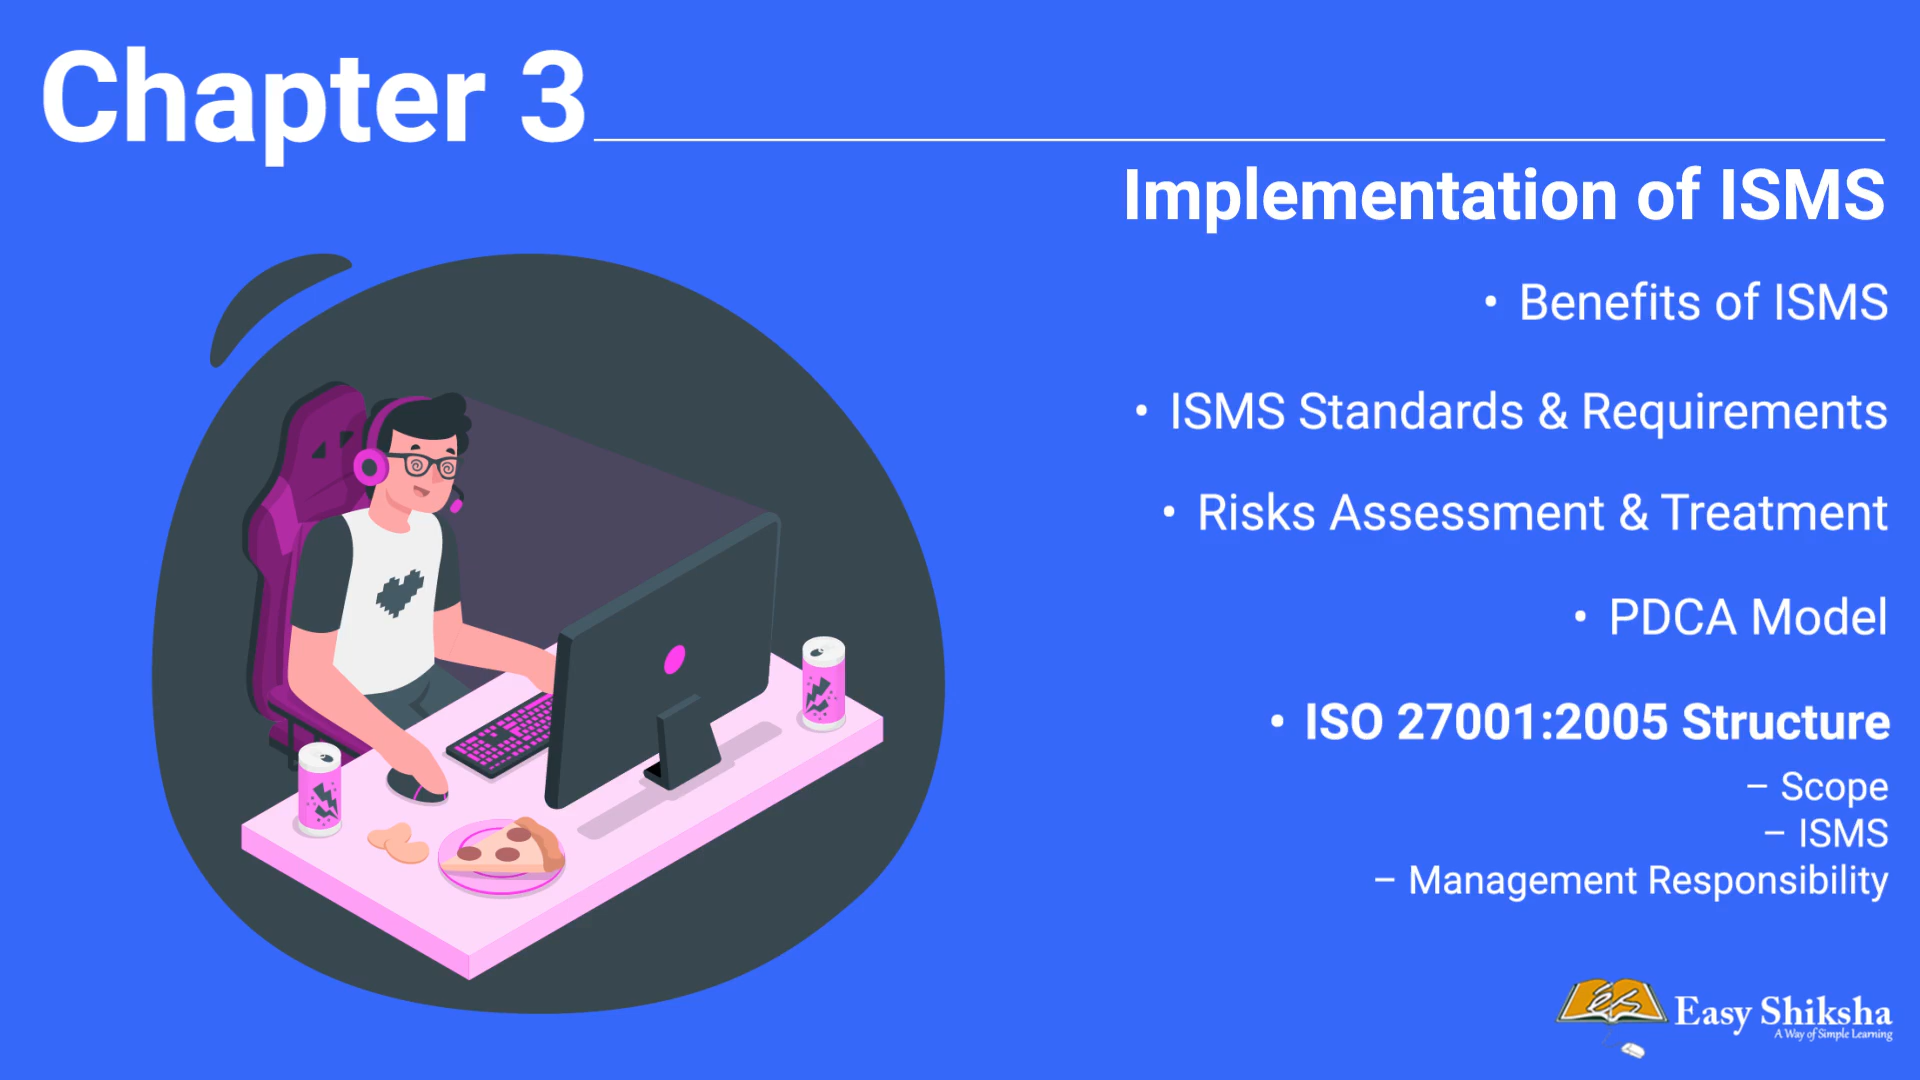 Chapter 3
Implementation of ISMS
• Benefits of ISMS
• ISMS Standards & Requirements
• Risks Assessment & Treatment
• PDCA Model
• ISO 27001:2005 Structure
– Scope
– ISMS
– Management Responsibility
Easy Shiksha
A Way of Simple Learning